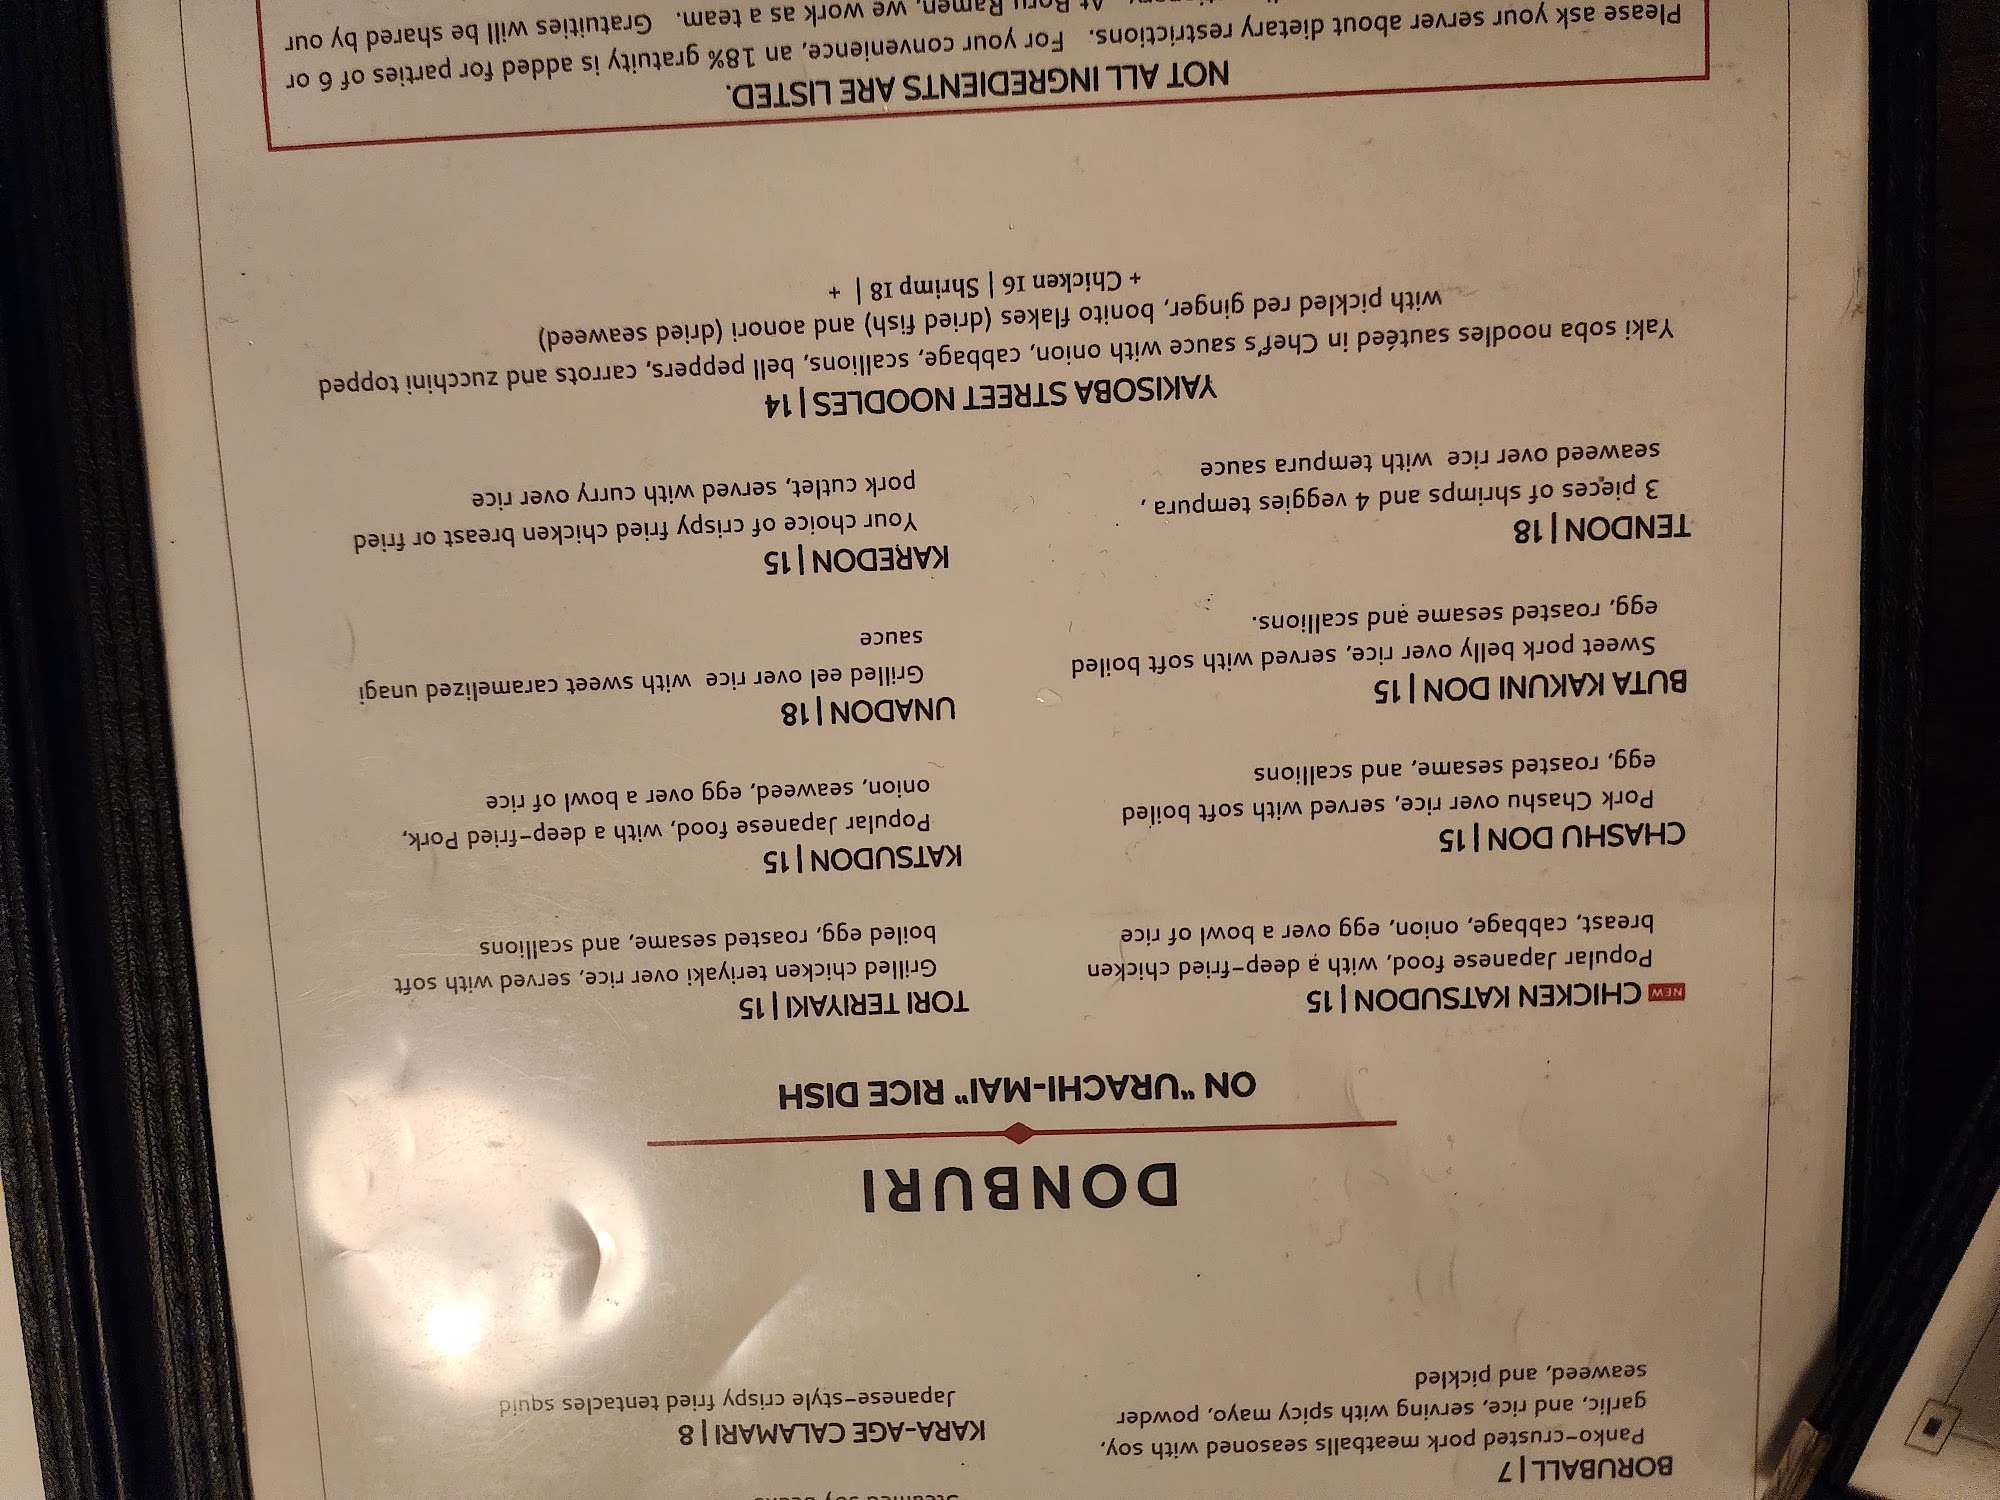 BORUBALL | 7
Panko-crusted pork meatballs seasoned with soy,
garlic, and rice, serving with spicy mayo, powder
seaweed, and pickled
KARA-AGE CALAMARI | 8
Japanese-style crispy fried tentacles squid
DONBURI
ON "URACHI-MAI" RICE DISH
NEW CHICKEN KATSUDON | 15
Popular Japanese food, with a deep-fried chicken
breast, cabbage, onion, egg over a bowl of rice
TORI TERIYAKI | 15
Grilled chicken teriyaki over rice, served with soft
boiled egg, roasted sesame, and scallions
CHASHU DON | 15
Pork Chashu over rice, served with soft boiled
egg, roasted sesame, and scallions
KATSUDON | 15
Popular Japanese food, with a deep-fried Pork,
onion, seaweed, egg over a bowl of rice
BUTA KAKUNI DON | 15
Sweet pork belly over rice, served with soft boiled
egg, roasted sesame and scallions.
UNADON | 18
Grilled eel over rice with sweet caramelized unagi
sauce
TENDON | 18
3 pieces of shrimps and 4 veggies tempura ,
seaweed over rice with tempura sauce
KAREDON | 15
Your choice of crispy fried chicken breast or fried
pork cutlet, served with curry over rice
YAKISOBA STREET NOODLES | 14
Yaki soba noodles sautéed in Chef's sauce with onion, cabbage, scallions, bell peppers, carrots and zucchini topped
with pickled red ginger, bonito flakes (dried fish) and aonori (dried seaweed)
+ Chicken 16 | Shrimp 18 | +
NOT ALL INGREDIENTS ARE LISTED.
Please ask your server about dietary restrictions. For your convenience, an 18% gratuity is added for parties of 6 or
At Boru Ramen, we work as a team. Gratuities will be shared by our